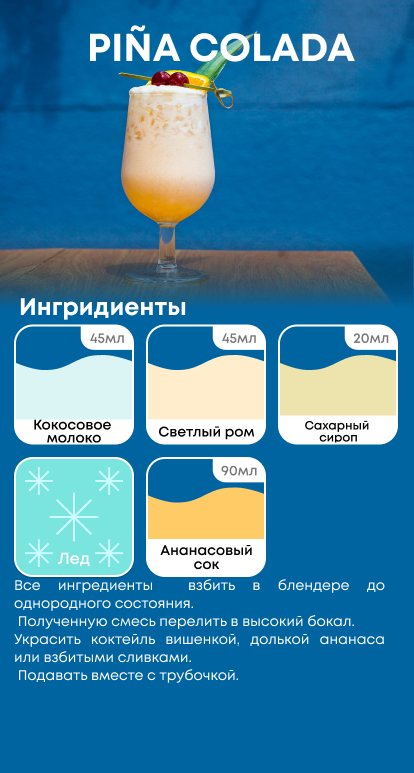 PIÑA COLADA
Ингридиенты
45мл
45мл
20мл
Кокосовое
молоко
Светлый ром
Сахарный
сироп
90мл
Лед
Ананасовый
сок
Все ингредиенты взбить в блендере до
однородного состояния.
Полученную смесь перелить в высокий бокал.
Украсить коктейль вишенкой, долькой ананаса
или взбитыми сливками.
Подавать вместе с трубочкой.